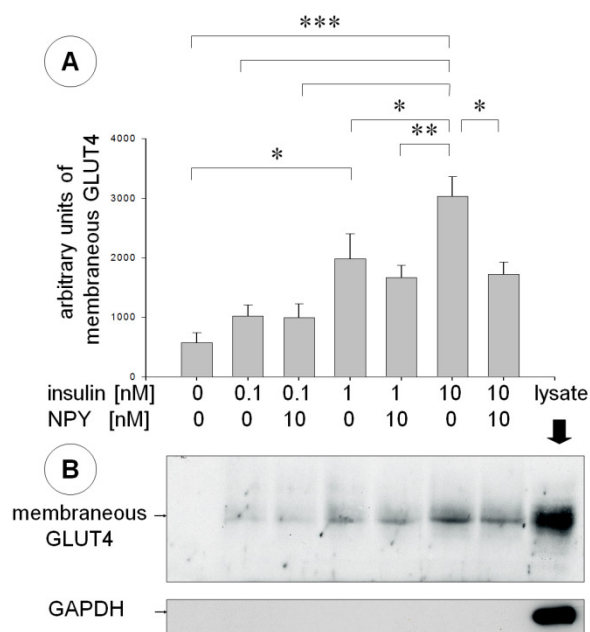 ***
A
* *
**
*
arbitrary units of
membraneous GLUT4
4000
3000
2000
1000
0
insulin [nM] 0 0.1 0.1 1 1 10 10 lysate
NPY [nM] 0 0 10 0 10 0 10
B
membraneous
GLUT4
GAPDH